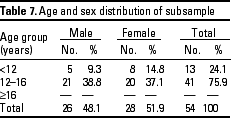 Table 7. Age and sex distribution of subsample
Age group Male Female Total
(years) No. % No. % No. %
<12 5 9.3 8 14.8 13 24.1
12–16 21 38.8 20 37.1 41 75.9
≥16 — — — — — —
Total 26 48.1 28 51.9 54 100